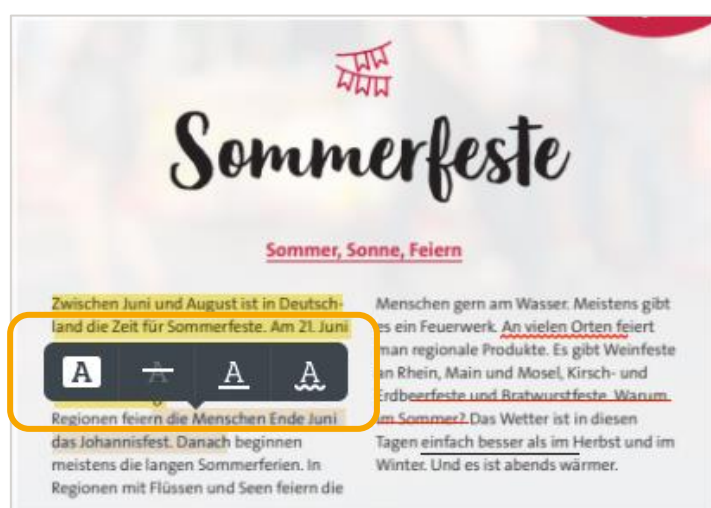 Sommerfeste
Sommer, Sonne, Feiern
Zwischen Juni und August ist in Deutsch-
land die Zeit für Sommerfeste. Am 21. Juni
A A A A
Regionen feiern die Menschen Ende Juni
das Johannisfest. Danach beginnen
meistens die langen Sommerferien. In
Regionen mit Flüssen und Seen feiern die
Menschen gern am Wasser. Meistens gibt
es ein Feuerwerk. An vielen Orten feiert
man regionale Produkte. Es gibt Weinfeste
an Rhein, Main und Mosel, Kirsch- und
Erdbeerfeste und Bratwurstfeste. Warum
im Sommer? Das Wetter ist in diesen
Tagen einfach besser als im Herbst und im
Winter. Und es ist abends wärmer.